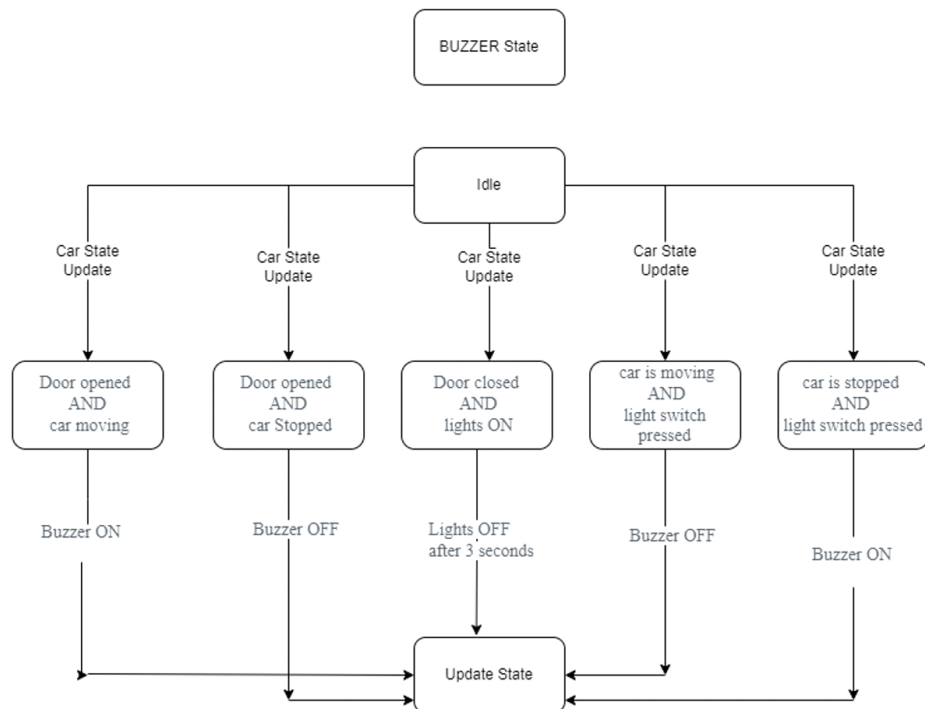 BUZZER State
Idle
Car State
Update
Car State
Update
Car State
Update
Car State
Update
Car State
Update
Door opened
AND
car moving
Door opened
AND
car Stopped
Door closed
AND
lights ON
car is moving
AND
light switch
pressed
car is stopped
AND
light switch pressed
Buzzer ON
Buzzer OFF
Lights OFF
after 3 seconds
Buzzer OFF
Buzzer ON
Update State